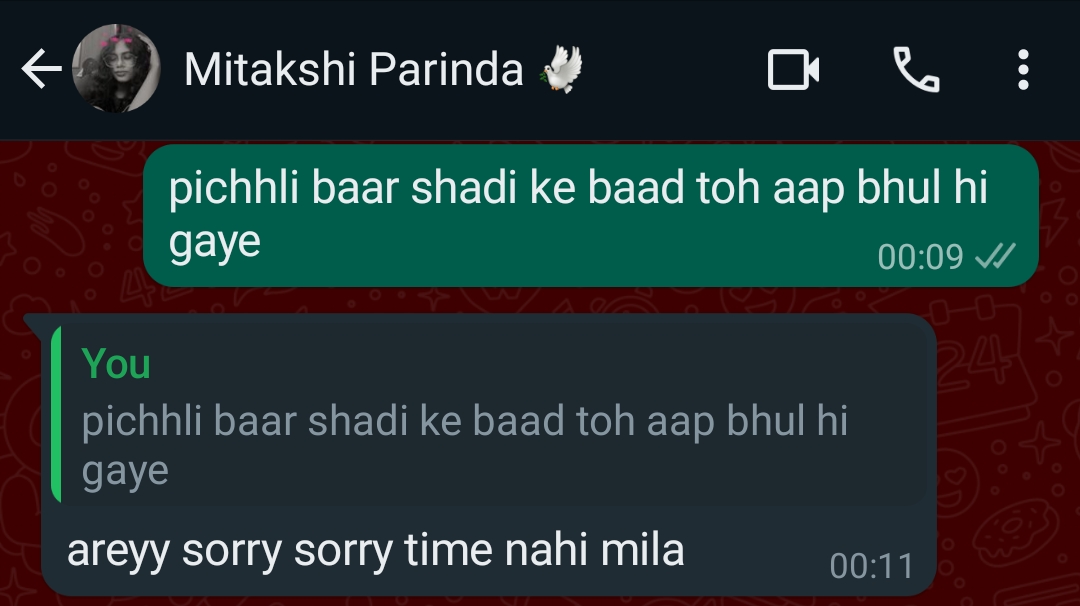 Mitakshi Parinda 🕊️
pichhli baar shadi ke baad toh aap bhul hi
gaye
00:09
You
pichhli baar shadi ke baad toh aap bhul hi
gaye
areyy sorry sorry time nahi mila
00:11